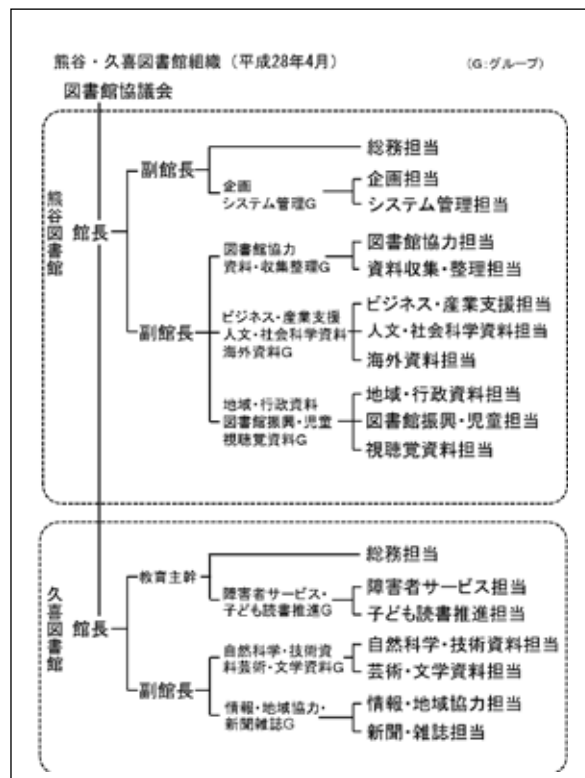 熊谷・久喜図書館組織（平成28年4月）　（G：グループ）
図書館協議会
熊谷図書館
館長
副館長
総務担当
企画
システム管理G
企画担当
システム管理担当
副館長
図書館協力
資料・収集整理G
図書館協力担当
資料収集・整理担当
ビジネス・産業支援
人文・社会科学資料
海外資料G
ビジネス・産業支援担当
人文・社会科学資料担当
海外資料担当
地域・行政資料
図書館振興・児童
視聴覚資料G
地域・行政資料担当
図書館振興・児童担当
視聴覚資料担当
久喜図書館
館長
教育主幹
総務担当
障害者サービス・
子ども読書推進G
障害者サービス担当
子ども読書推進担当
副館長
自然科学・技術資
料芸術・文学資料G
自然科学・技術資料担当
芸術・文学資料担当
情報・地域協力・
新聞雑誌G
情報・地域協力担当
新聞・雑誌担当